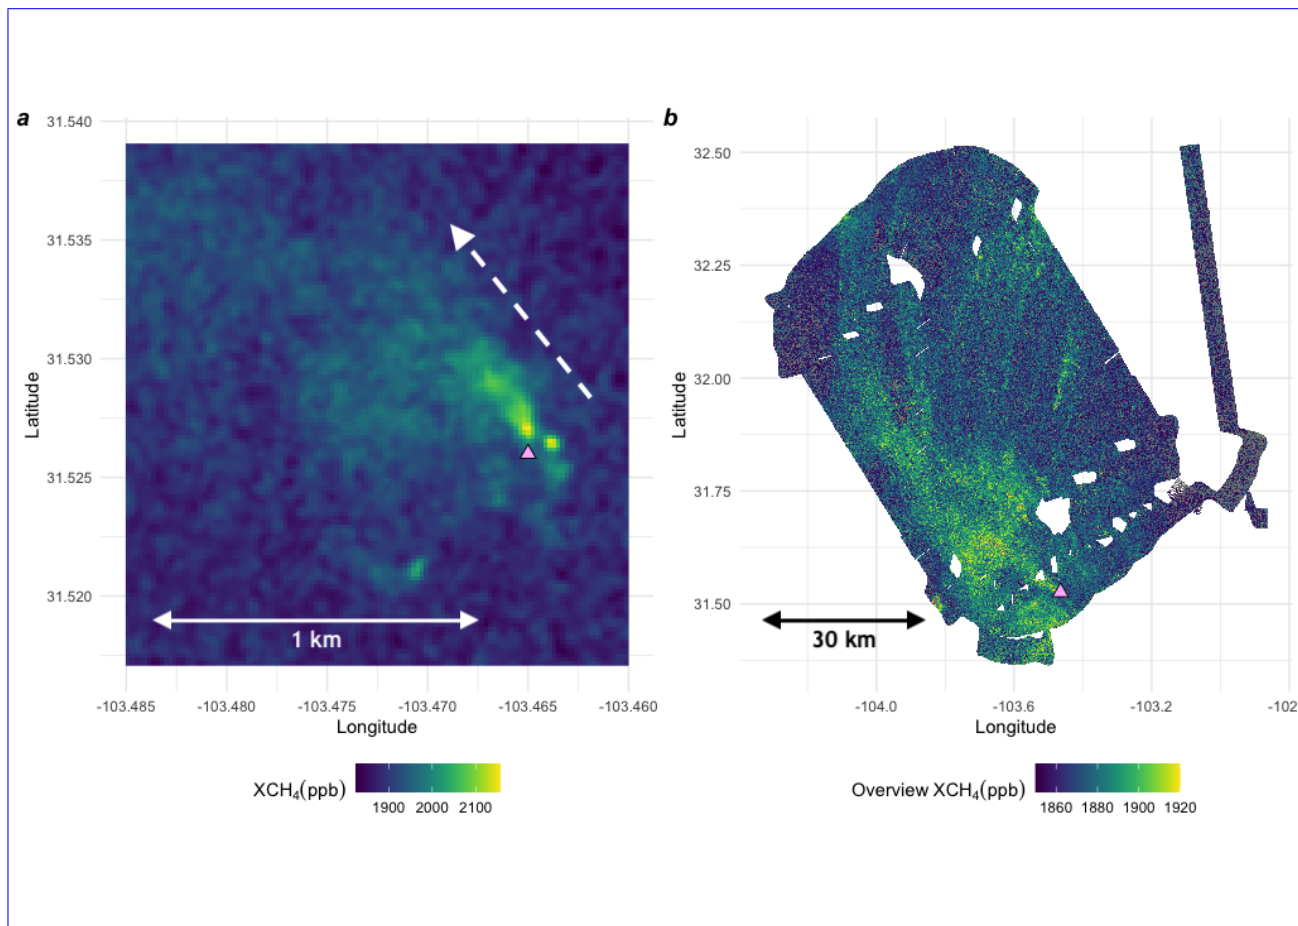 a
31.540
31.535
31.530
31.525
31.520
Latitude
1 km
-103.485
-103.480
-103.475
-103.470
-103.465
-103.460
Longitude
XCH₄(ppb)
1900
2000
2100
b
32.50
32.25
32.00
31.75
31.50
Latitude
30 km
-104.0
-103.6
-103.2
-102
Longitude
Overview XCH₄(ppb)
1860
1880
1900
1920